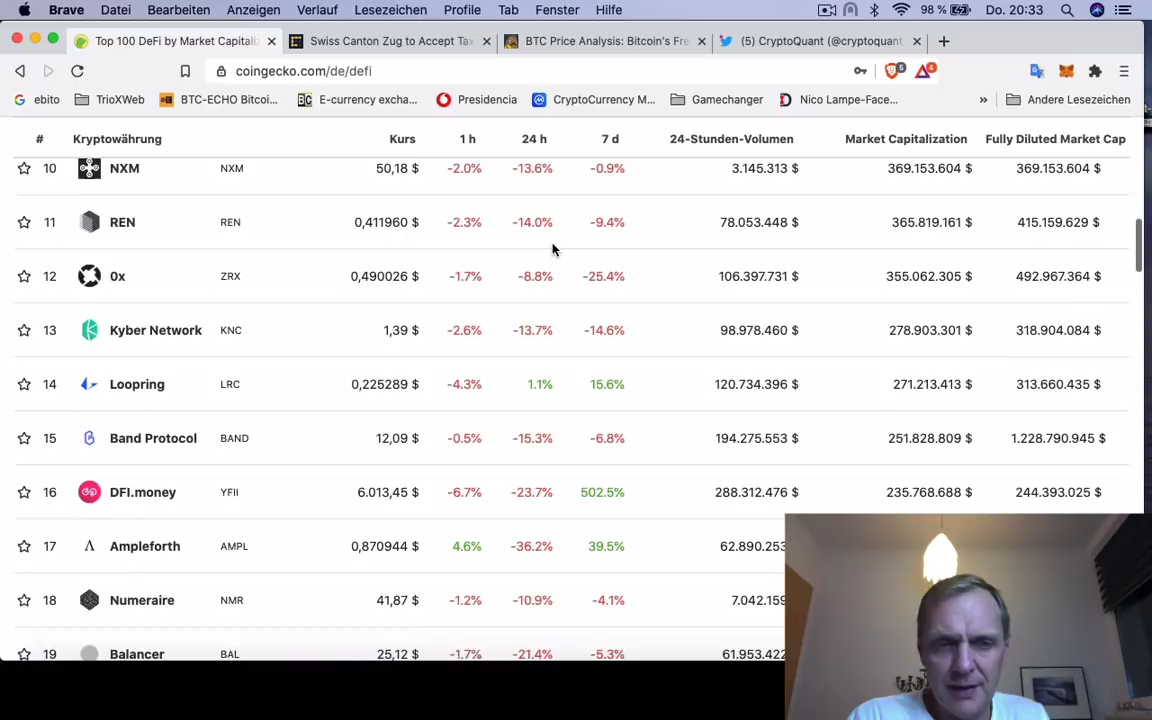 Brave Datei Bearbeiten Anzeigen Verlauf Lesezeichen Profile Tab Fenster Hilfe 98 % Do. 20:33
Top 100 DeFi by Market Capitali Swiss Canton Zug to Accept Tax BTC Price Analysis: Bitcoin's Fre (5) CryptoQuant (@cryptoquant
coingecko.com/de/defi 5 4
ebito TrioXWeb BTC-ECHO Bitcoi... E-currency excha... Presidencia CryptoCurrency M... Gamechanger Nico Lampe-Face... » Andere Lesezeichen
# Kryptowährung Kurs 1 h 24 h 7 d 24-Stunden-Volumen Market Capitalization Fully Diluted Market Cap
10 NXM NXM 50,18 $ -2.0% -13.6% -0.9% 3.145.313 $ 369.153.604 $ 369.153.604 $
11 REN REN 0,411960 $ -2.3% -14.0% -9.4% 78.053.448 $ 365.819.161 $ 415.159.629 $
12 0x ZRX 0,490026 $ -1.7% -8.8% -25.4% 106.397.731 $ 355.062.305 $ 492.967.364 $
13 Kyber Network KNC 1,39 $ -2.6% -13.7% -14.6% 98.978.460 $ 278.903.301 $ 318.904.084 $
14 Loopring LRC 0,225289 $ -4.3% 1.1% 15.6% 120.734.396 $ 271.213.413 $ 313.660.435 $
15 Band Protocol BAND 12,09 $ -0.5% -15.3% -6.8% 194.275.553 $ 251.828.809 $ 1.228.790.945 $
16 DFI.money YFII 6.013,45 $ -6.7% -23.7% 502.5% 288.312.476 $ 235.768.688 $ 244.393.025 $
17 Ampleforth AMPL 0,870944 $ 4.6% -36.2% 39.5% 62.890.253
18 Numeraire NMR 41,87 $ -1.2% -10.9% -4.1% 7.042.159
19 Balancer BAL 25,12 $ -1.7% -21.4% -5.3% 61.953.422